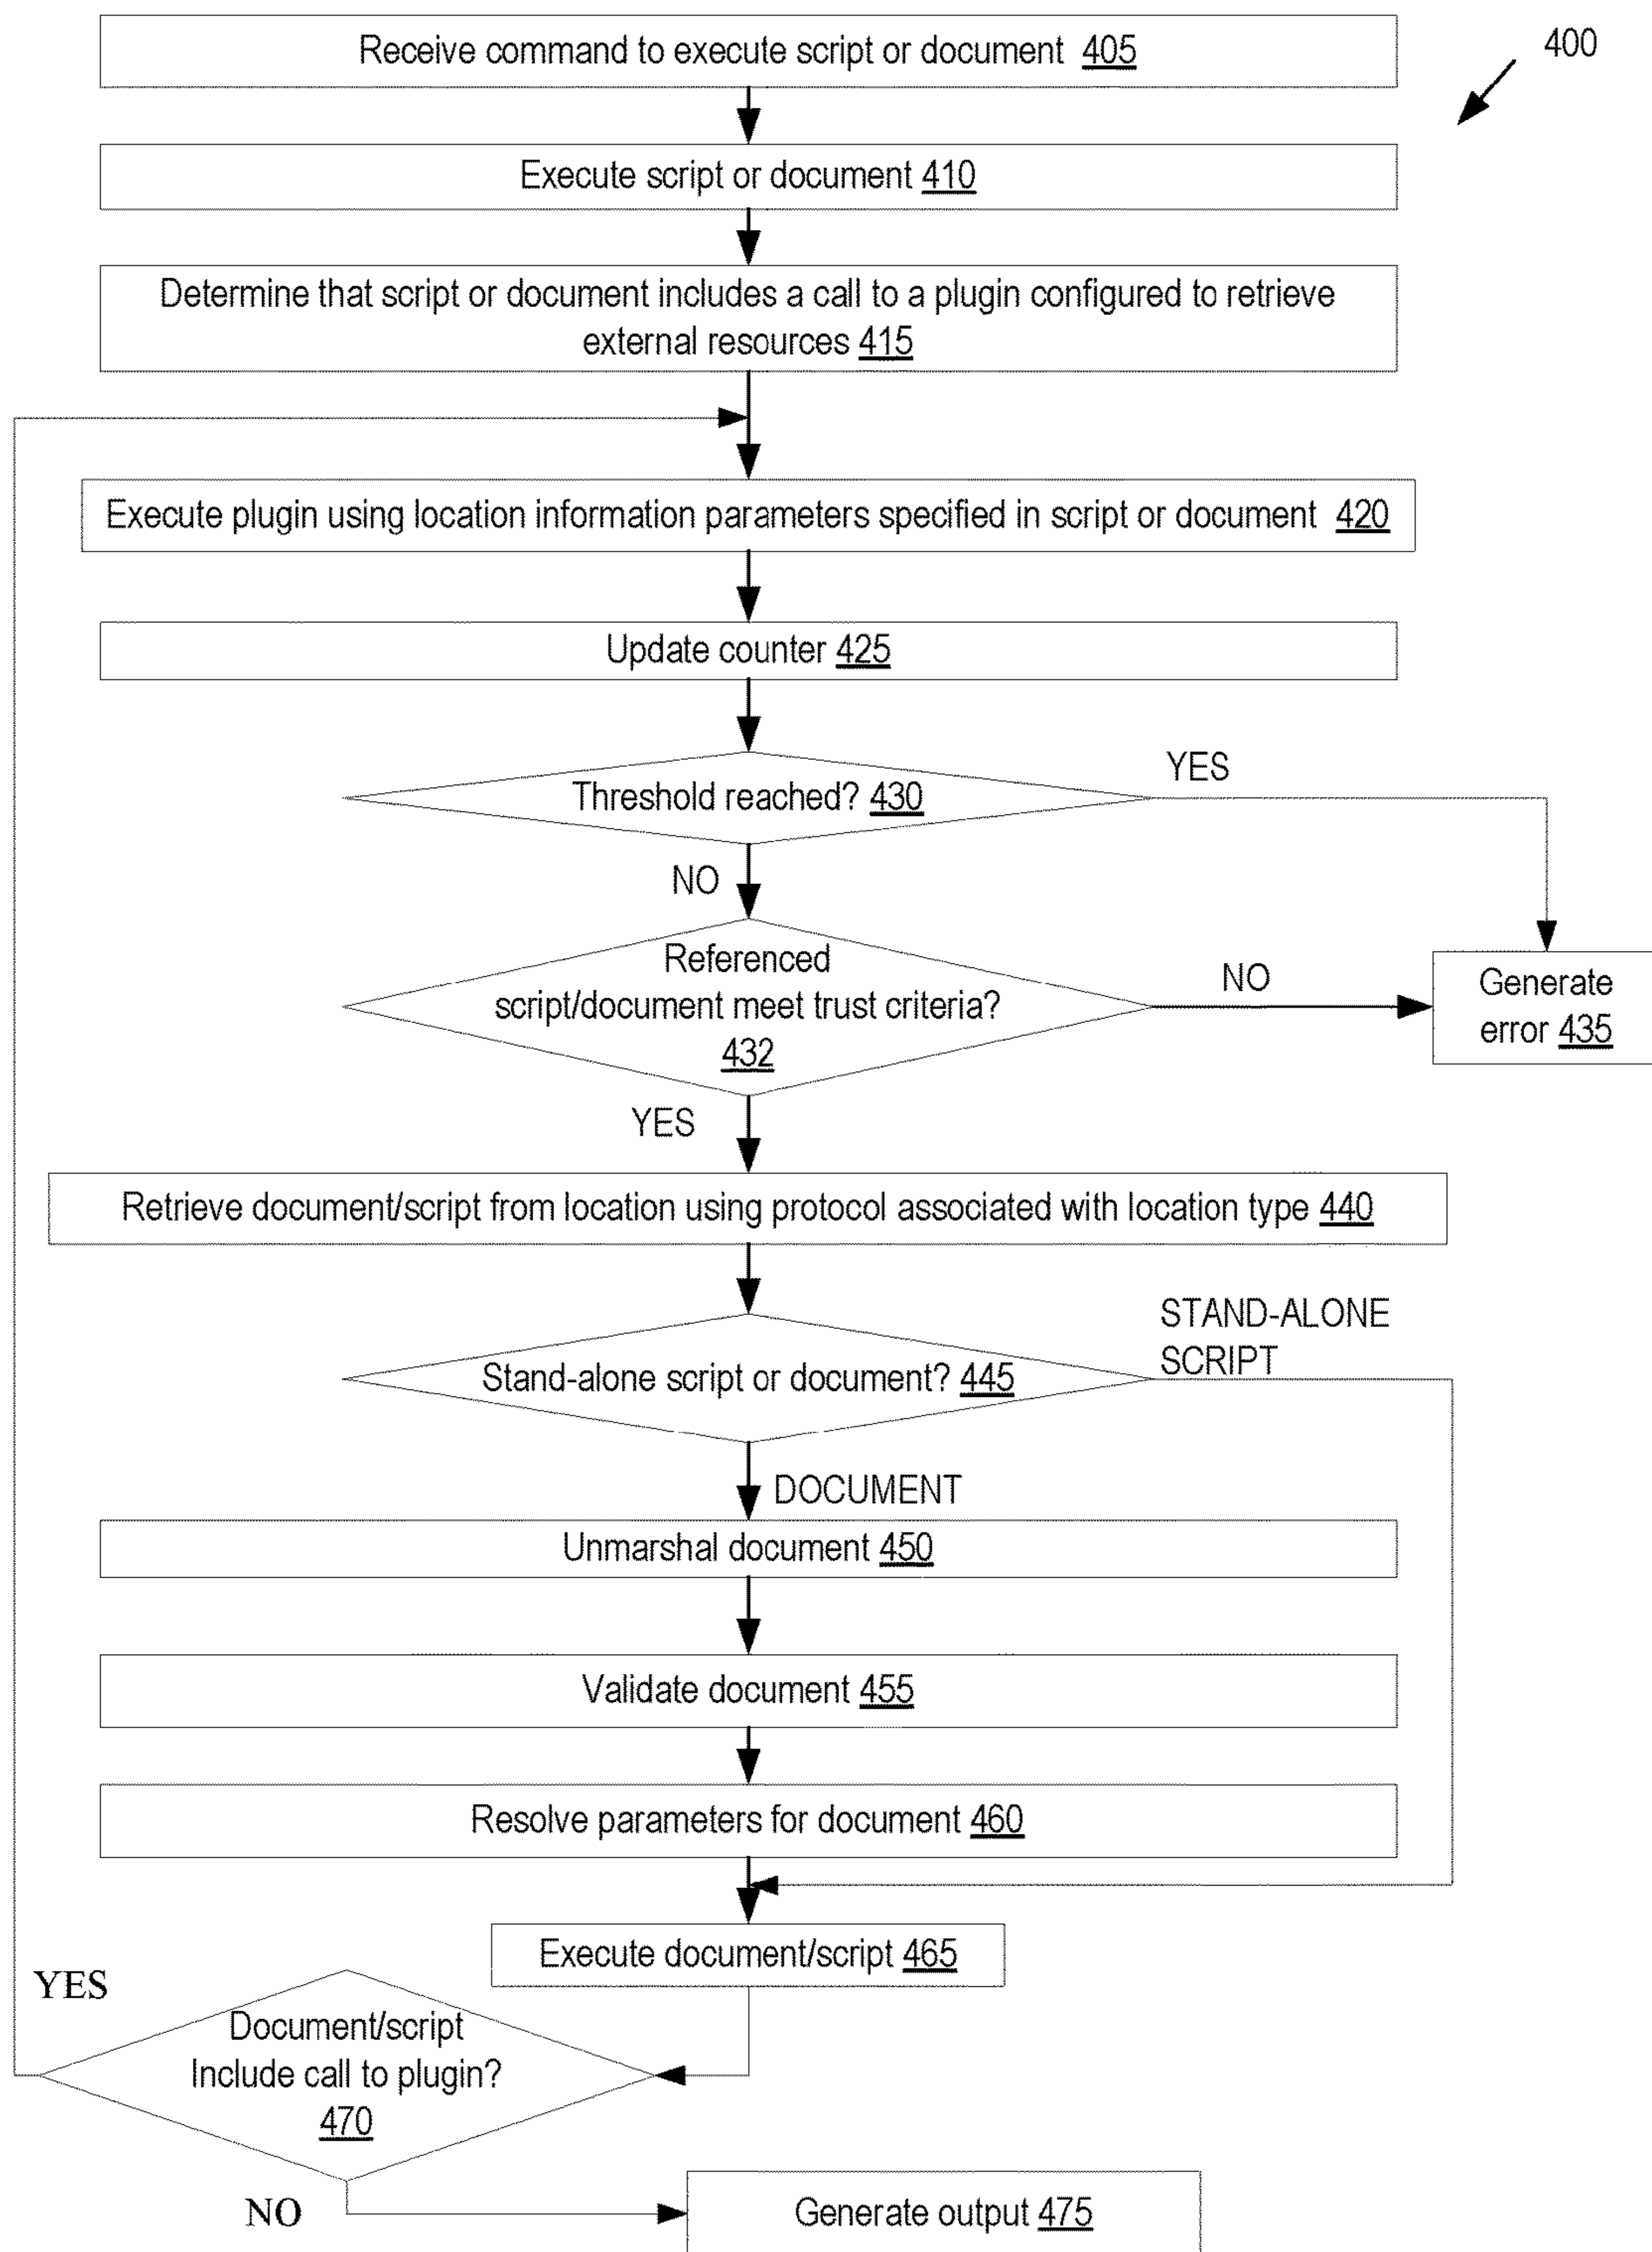 Receive command to execute script or document 405
400
Execute script or document 410
Determine that script or document includes a call to a plugin configured to retrieve
external resources 415
Execute plugin using location information parameters specified in script or document 420
Update counter 425
Threshold reached? 430
YES
NO
Referenced
script/document meet trust criteria?
432
NO
Generate
error 435
YES
Retrieve document/script from location using protocol associated with location type 440
Stand-alone script or document? 445
STAND-ALONE
SCRIPT
DOCUMENT
Unmarshal document 450
Validate document 455
Resolve parameters for document 460
Execute document/script 465
YES
Document/script
Include call to plugin?
470
NO
Generate output 475